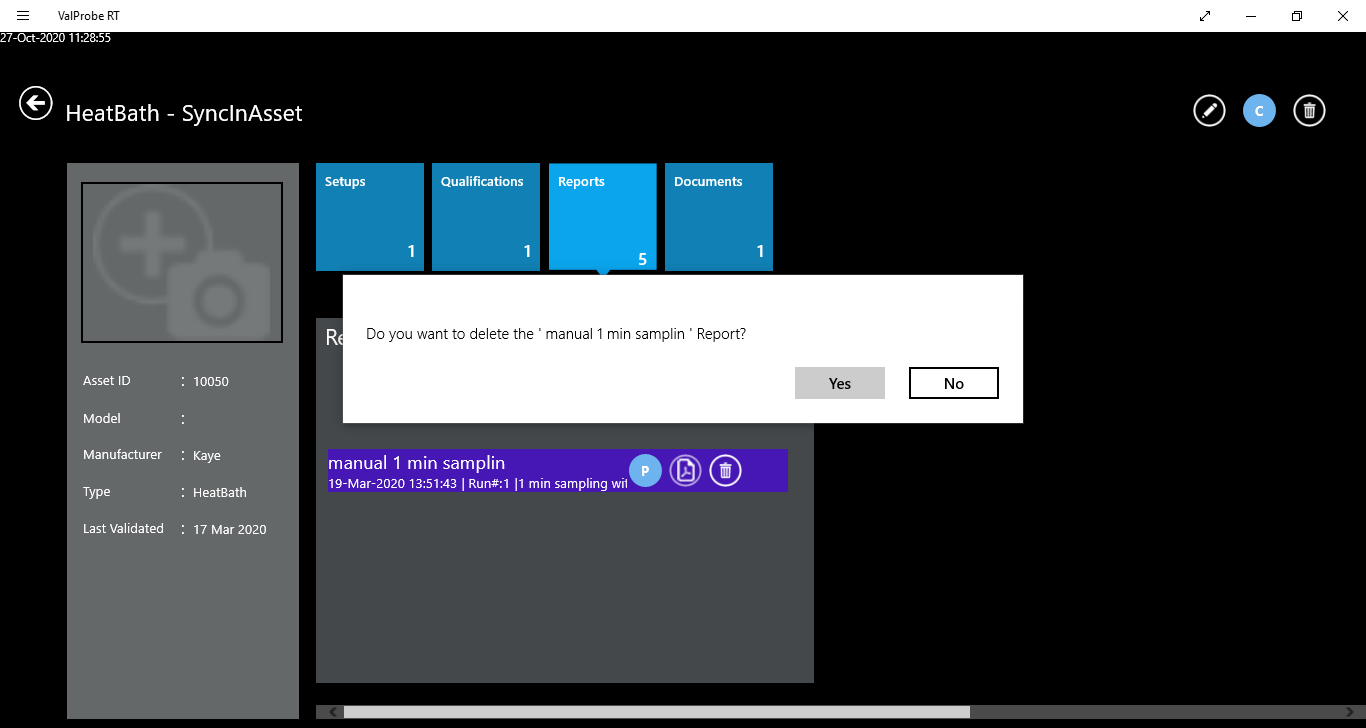 ValProbe RT
27-Oct-2020 11:28:55
HeatBath - SyncInAsset
C
Setups
1
Qualifications
1
Reports
5
Documents
1
Do you want to delete the ' manual 1 min samplin ' Report?
Yes
No
Asset ID : 10050
Model :
Manufacturer : Kaye
Type : HeatBath
Last Validated : 17 Mar 2020
manual 1 min samplin
19-Mar-2020 13:51:43 | Run#:1 |1 min sampling wit
P